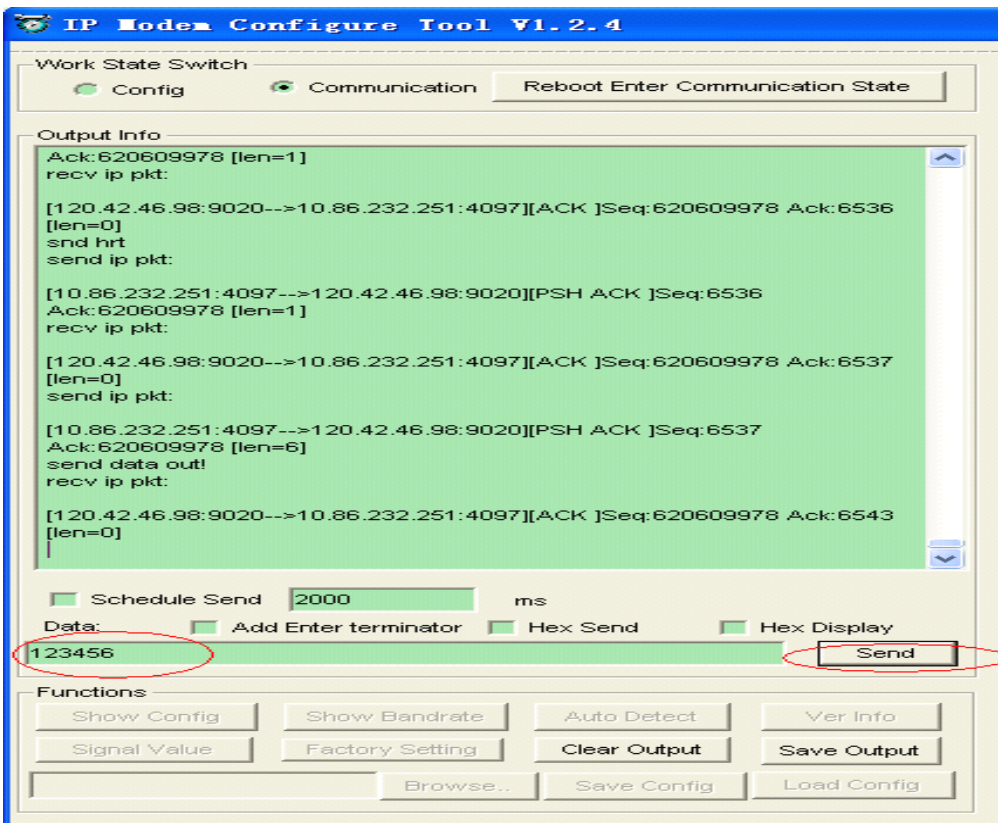 IP Modem Configure Tool V1.2.4
Work State Switch
Config Communication Reboot Enter Communication State
Output Info
Ack:620609978 [len=1]
recv ip pkt:
[120.42.46.98:9020-->10.86.232.251:4097][ACK ]Seq:620609978 Ack:6536
[len=0]
snd hrt
send ip pkt:
[10.86.232.251:4097-->120.42.46.98:9020][PSH ACK ]Seq:6536
Ack:620609978 [len=1]
recv ip pkt:
[120.42.46.98:9020-->10.86.232.251:4097][ACK ]Seq:620609978 Ack:6537
[len=0]
send ip pkt:
[10.86.232.251:4097-->120.42.46.98:9020][PSH ACK ]Seq:6537
Ack:620609978 [len=6]
send data out!
recv ip pkt:
[120.42.46.98:9020-->10.86.232.251:4097][ACK ]Seq:620609978 Ack:6543
[len=0]
Schedule Send 2000 ms
Data: Add Enter terminator Hex Send Hex Display
123456 Send
Functions
Show Config Show Bandrate Auto Detect Ver Info
Signal Value Factory Setting Clear Output Save Output
Browse.. Save Config Load Config